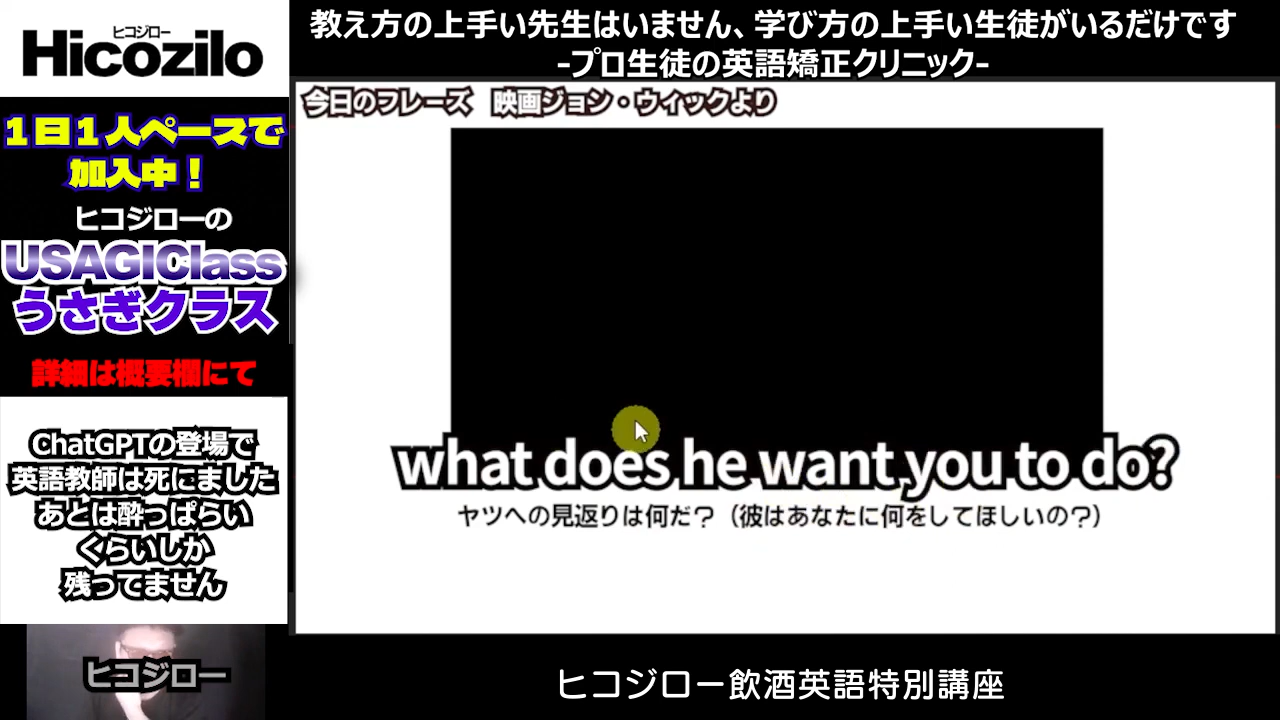 ヒコジロー
Hicozilo
教え方の上手い先生はいません、学び方の上手い生徒がいるだけです
-プロ生徒の英語矯正クリニック-
1日1人ペースで
加入中！
ヒコジローの
USAGIClass
うさぎクラス
詳細は概要欄にて
ChatGPTの登場で
英語教師は死にました
あとは酔っぱらい
くらいしか
残ってません
ヒコジロー
今日のフレーズ　映画ジョン・ウィックより
what does he want you to do?
ヤツへの見返りは何だ？（彼はあなたに何をしてほしいの？）
ヒコジロー飲酒英語特別講座